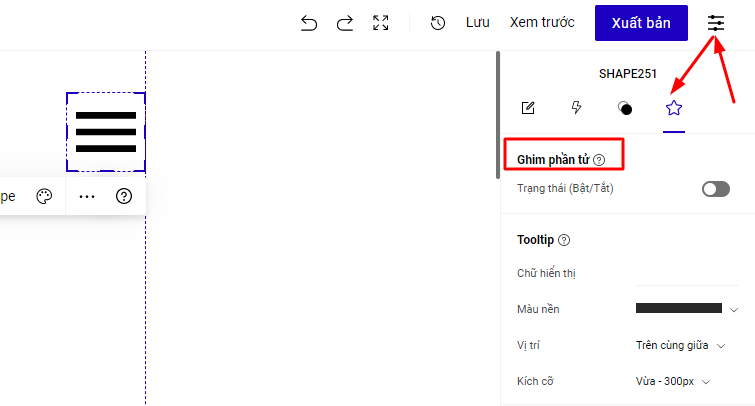 Lưu Xem trước Xuất bản
SHAPE251
Ghim phần tử ?
Trạng thái (Bật/Tắt)
pe ... ?
Tooltip ?
Chữ hiển thị
Màu nền
Vị trí Trên cùng giữa
Kích cỡ Vừa - 300px